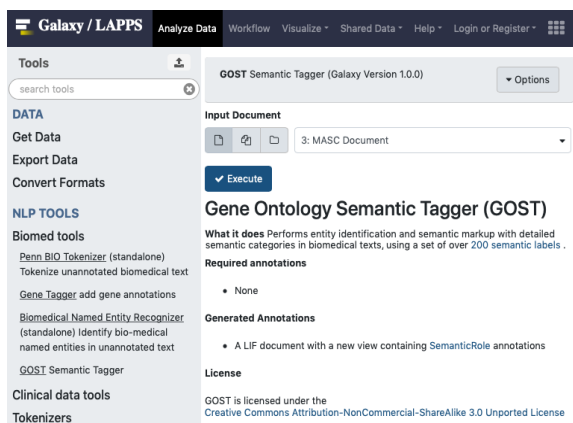 Galaxy / LAPPS
Analyze Data
Workflow
Visualize
Shared Data
Help
Login or Register
Tools
search tools
DATA
Get Data
Export Data
Convert Formats
NLP TOOLS
Biomed tools
Penn BIO Tokenizer (standalone)
Tokenize unannotated biomedical text
Gene Tagger add gene annotations
Biomedical Named Entity Recognizer
(standalone) Identify bio-medical
named entities in unannotated
text
GOST Semantic Tagger
Clinical data tools
Tokenizers
GOST Semantic Tagger (Galaxy Version 1.0.0)
Options
Input Document
3: MASC Document
Execute
Gene Ontology Semantic Tagger (GOST)
What it does Performs entity identification and semantic markup with detailed
semantic categories in biomedical texts, using a set of over 200 semantic labels .
Required annotations
• None
Generated Annotations
• A LIF document with a new view containing SemanticRole annotations
License
GOST is licensed under the
Creative Commons Attribution-NonCommercial-ShareAlike 3.0 Unported License